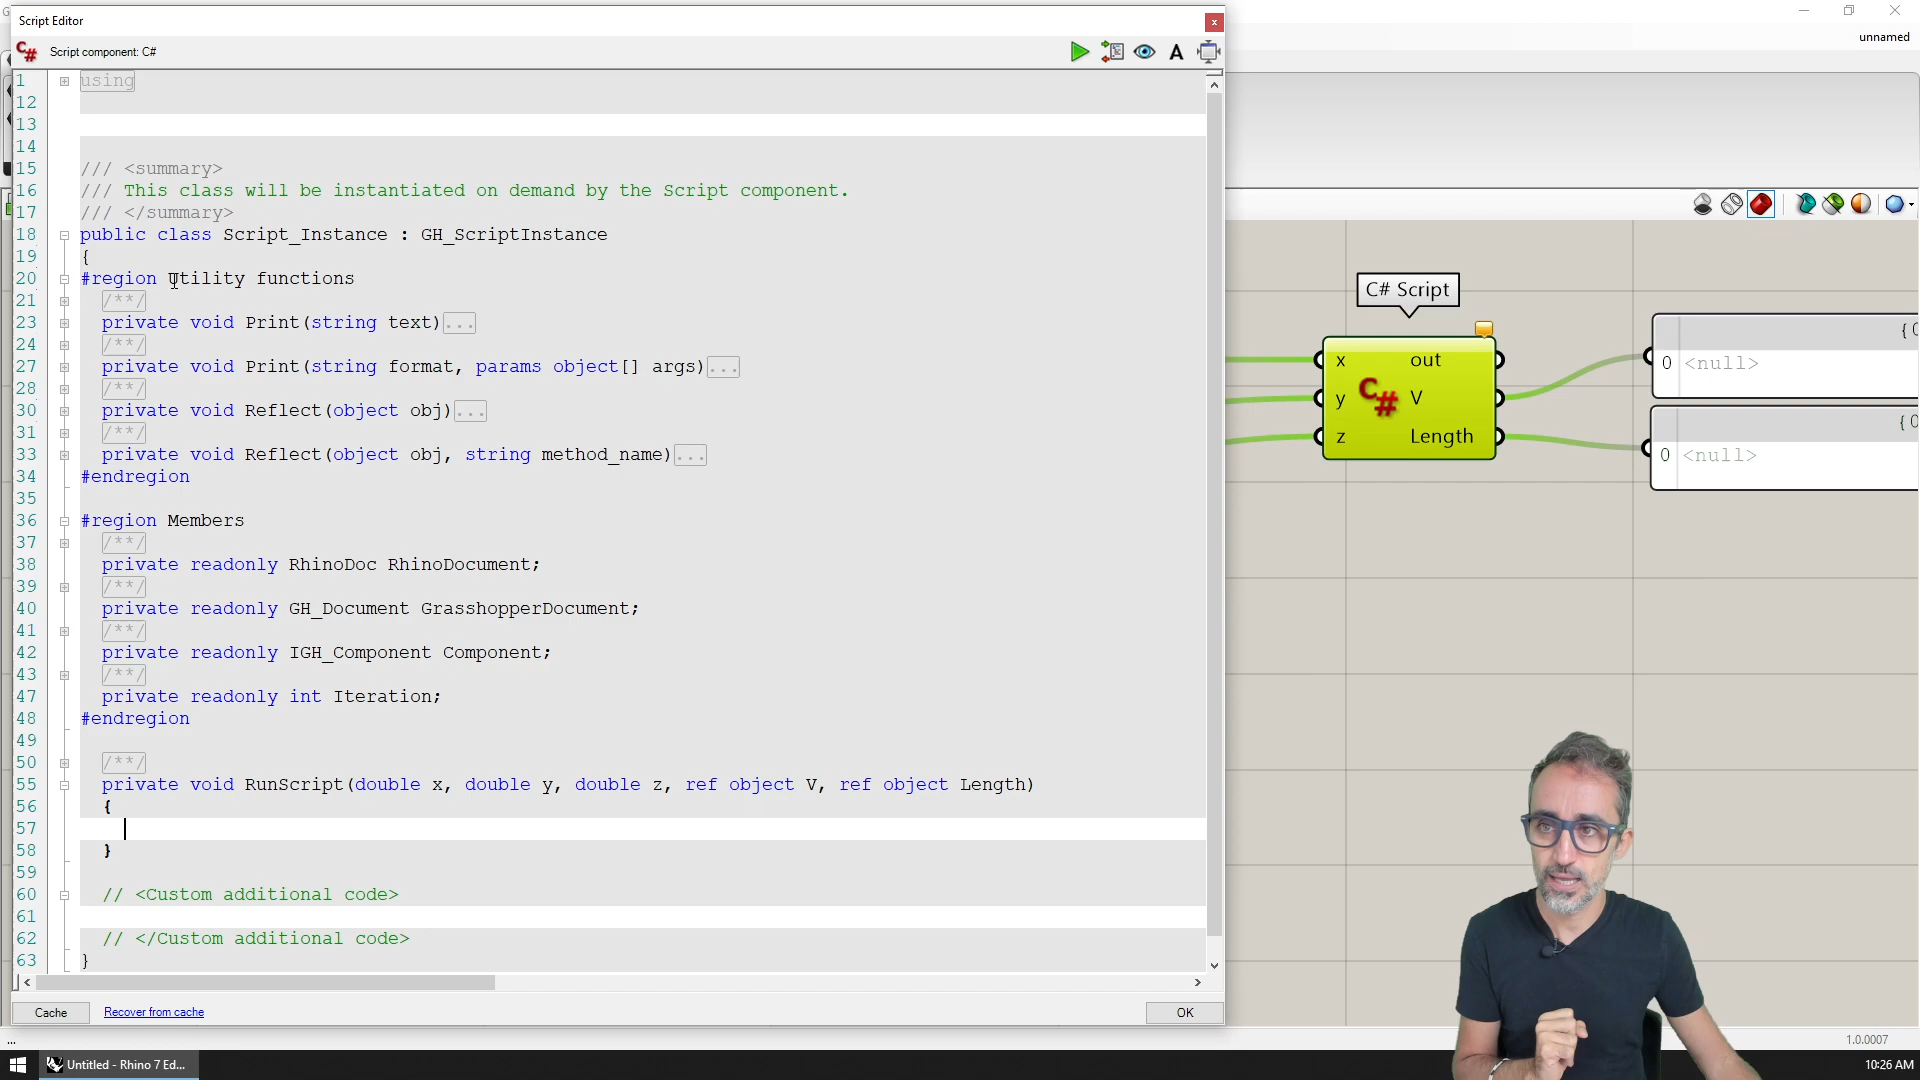 Script Editor
x
unnamed
C# Script component: C#
A
1 using
12
13
14
15 /// <summary>
16 /// This class will be instantiated on demand by the Script component.
17 /// </summary>
18 public class Script_Instance : GH_ScriptInstance
19 {
20 #region Utility functions
21 /**/
23 private void Print(string text)...
24 /**/
27 private void Print(string format, params object[] args)...
28 /**/
30 private void Reflect(object obj)...
31 /**/
33 private void Reflect(object obj, string method_name)...
34 #endregion
35
36 #region Members
37 /**/
38 private readonly RhinoDoc RhinoDocument;
39 /**/
40 private readonly GH_Document GrasshopperDocument;
41 /**/
42 private readonly IGH_Component Component;
43 /**/
47 private readonly int Iteration;
48 #endregion
49
50 /**/
55 private void RunScript(double x, double y, double z, ref object V, ref object Length)
56 {
57
58 }
59
60 // <Custom additional code>
61
62 // </Custom additional code>
63 }
Cache
Recover from cache
OK
C# Script
x out
y C# V
z Length
{0
0 <null>
{0
0 <null>
...
1.0.0007
Untitled - Rhino 7 Ed...
10:26 AM